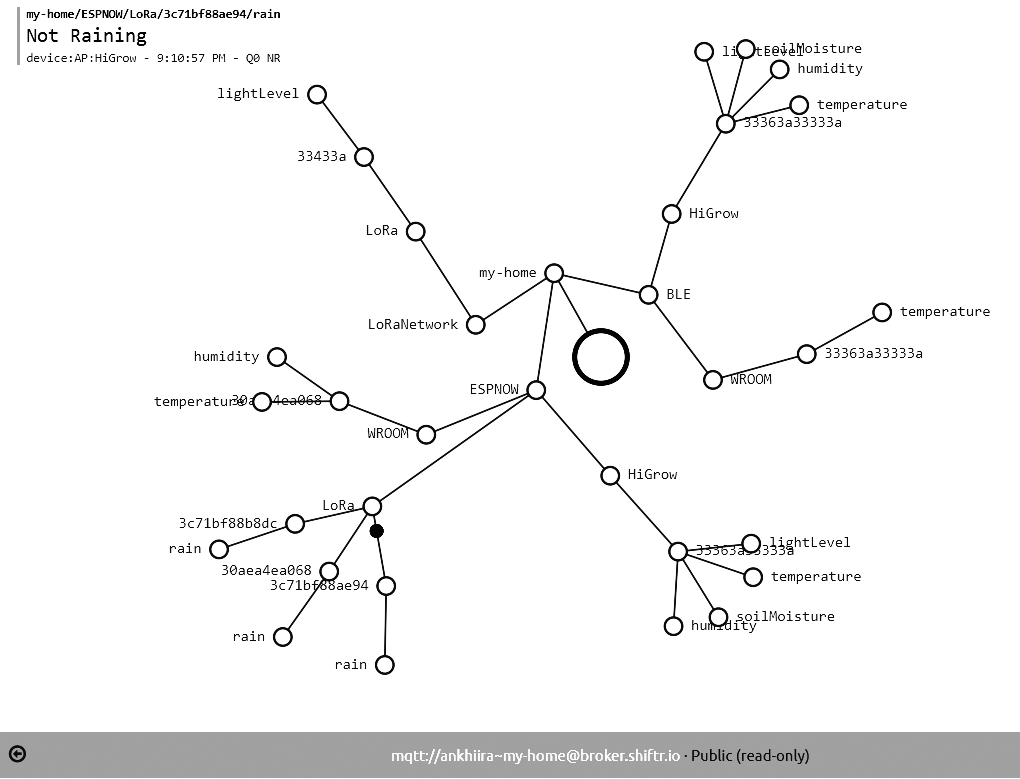 my-home/ESPNOW/LoRa/3c71bf88ae94/rain
Not Raining
device:AP:HiGrow - 9:10:57 PM - Q0 NR
lightLevel
soilMoisture
humidity
lightLevel
temperature
33363a33333a
33433a
HiGrow
LoRa
my-home
BLE
temperature
LoRaNetwork
33363a33333a
humidity
WROOM
ESPNOW
temperature
30aea4ea068
WROOM
HiGrow
LoRa
3c71bf88b8dc
lightLevel
rain
33363a33333a
30aea4ea068
temperature
3c71bf88ae94
soilMoisture
humidity
rain
rain
mqtt://ankhiira~my-home@broker.shiftr.io · Public (read-only)